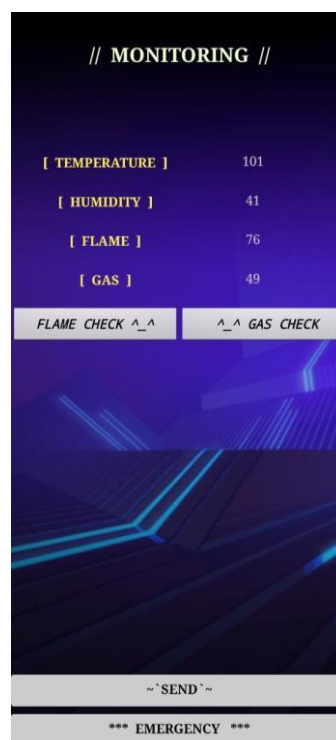 // MONITORING //
[ TEMPERATURE ] 101
[ HUMIDITY ] 41
[ FLAME ] 76
[ GAS ] 49
FLAME CHECK ^_^ ^_^ GAS CHECK
~`SEND`~
*** EMERGENCY ***